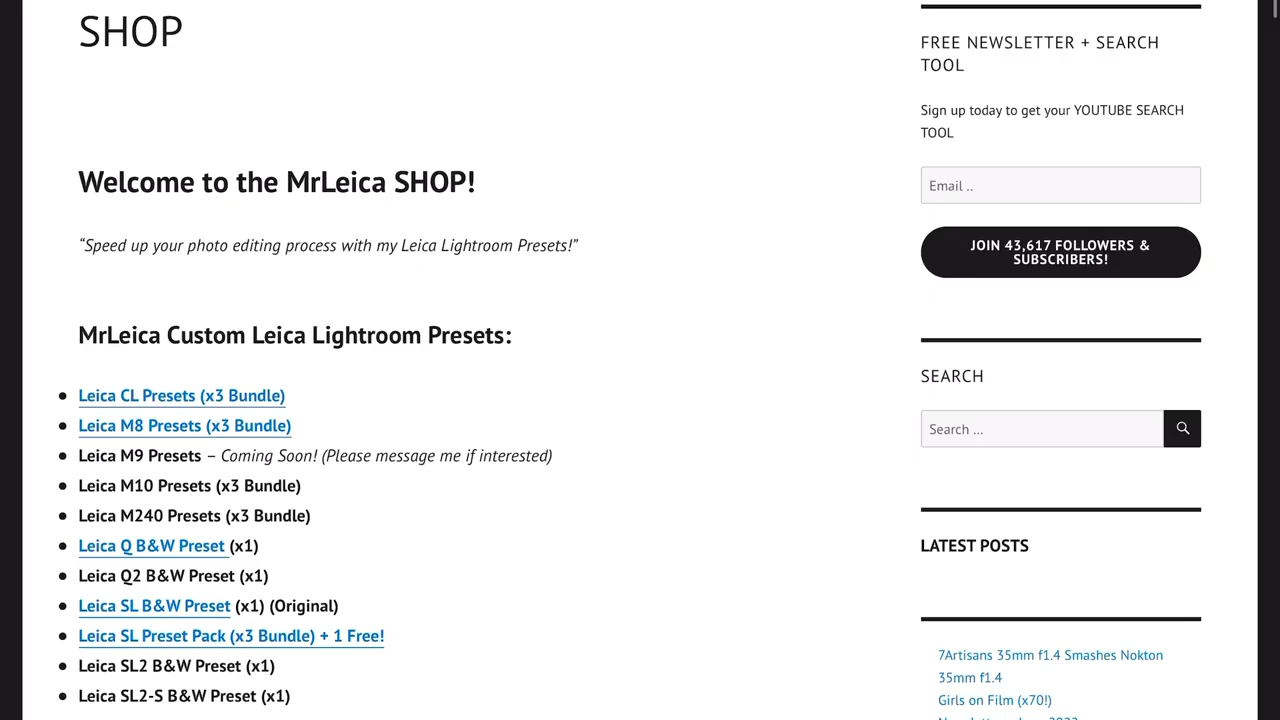 SHOP
Welcome to the MrLeica SHOP!
“Speed up your photo editing process with my Leica Lightroom Presets!”
MrLeica Custom Leica Lightroom Presets:
Leica CL Presets (x3 Bundle)
Leica M8 Presets (x3 Bundle)
Leica M9 Presets – Coming Soon! (Please message me if interested)
Leica M10 Presets (x3 Bundle)
Leica M240 Presets (x3 Bundle)
Leica Q B&W Preset (x1)
Leica Q2 B&W Preset (x1)
Leica SL B&W Preset (x1) (Original)
Leica SL Preset Pack (x3 Bundle) + 1 Free!
Leica SL2 B&W Preset (x1)
Leica SL2-S B&W Preset (x1)
FREE NEWSLETTER + SEARCH
TOOL
Sign up today to get your YOUTUBE SEARCH
TOOL
Email ..
JOIN 43,617 FOLLOWERS &
SUBSCRIBERS!
SEARCH
Search ...
LATEST POSTS
7Artisans 35mm f1.4 Smashes Nokton
35mm f1.4
Girls on Film (x70!)